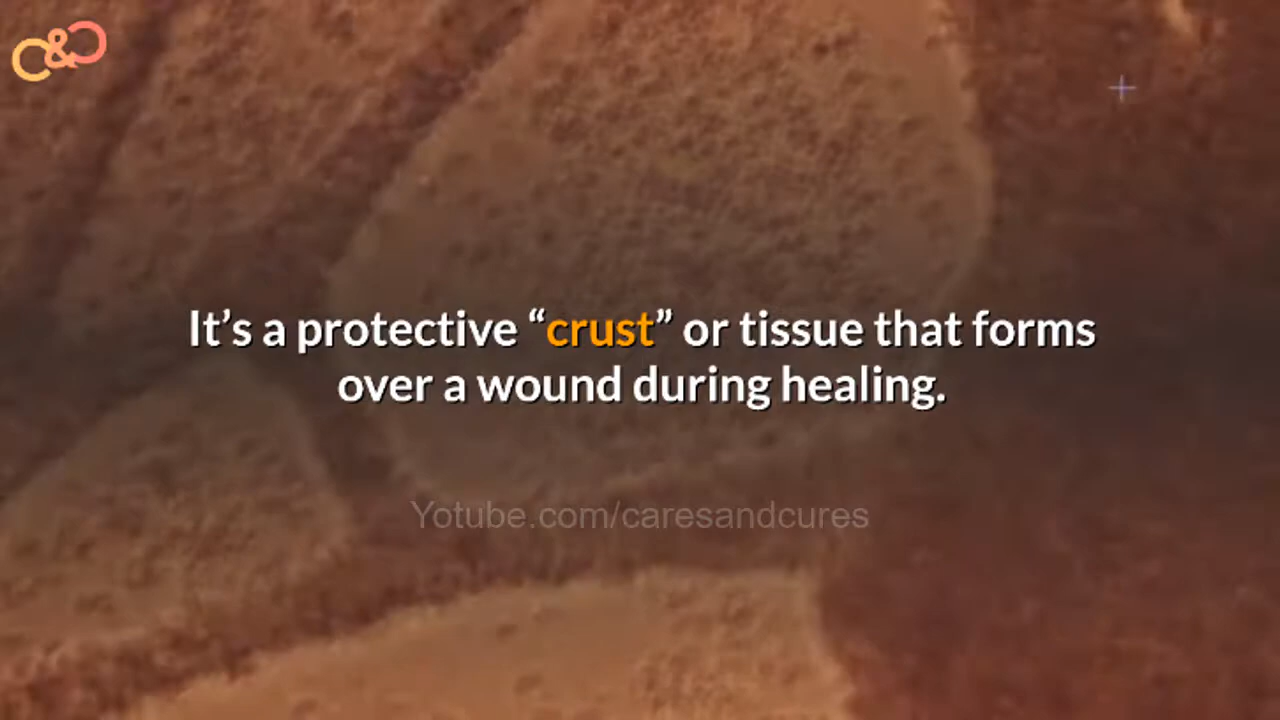 C&C
It’s a protective “crust” or tissue that forms
over a wound during healing.
Yotube.com/caresandcures